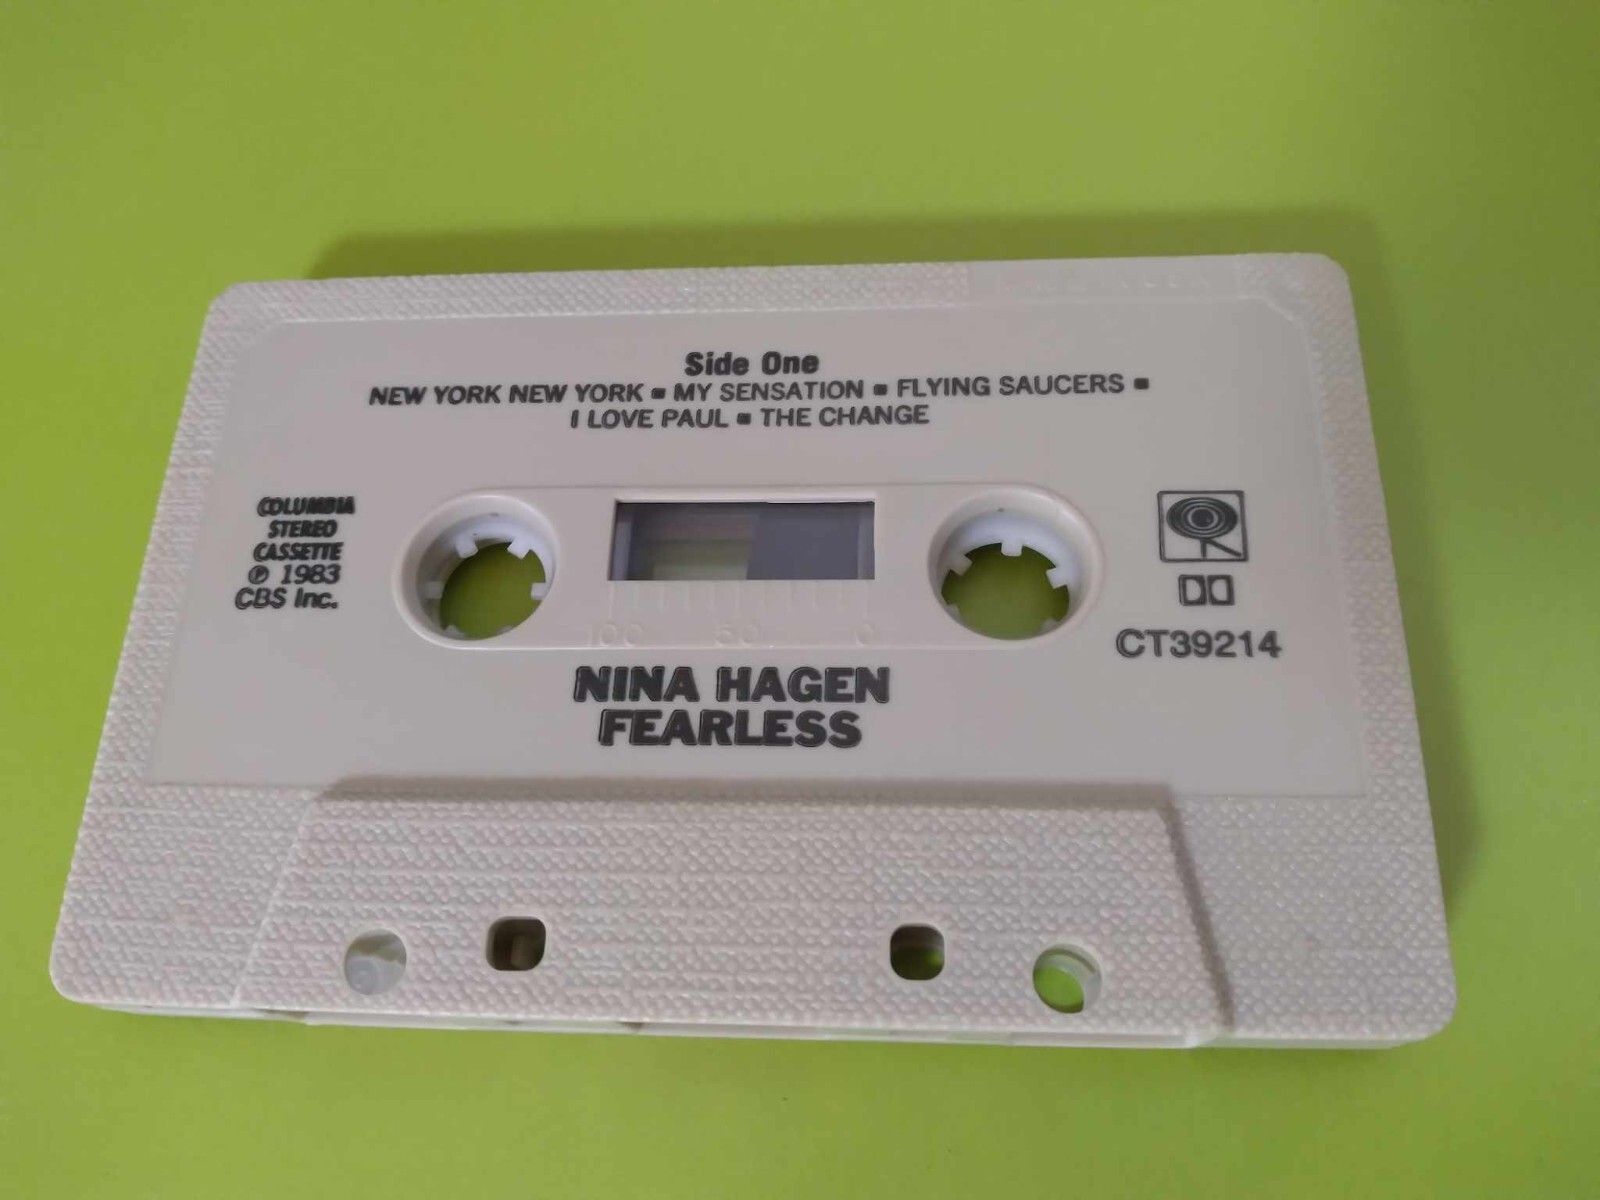 Side One
NEW YORK NEW YORK ▪ MY SENSATION ▪ FLYING SAUCERS ▪
I LOVE PAUL ▪ THE CHANGE
COLUMBIA
STEREO
CASSETTE
℗ 1983
CBS Inc.
CT39214
100 50 0
NINA HAGEN
FEARLESS